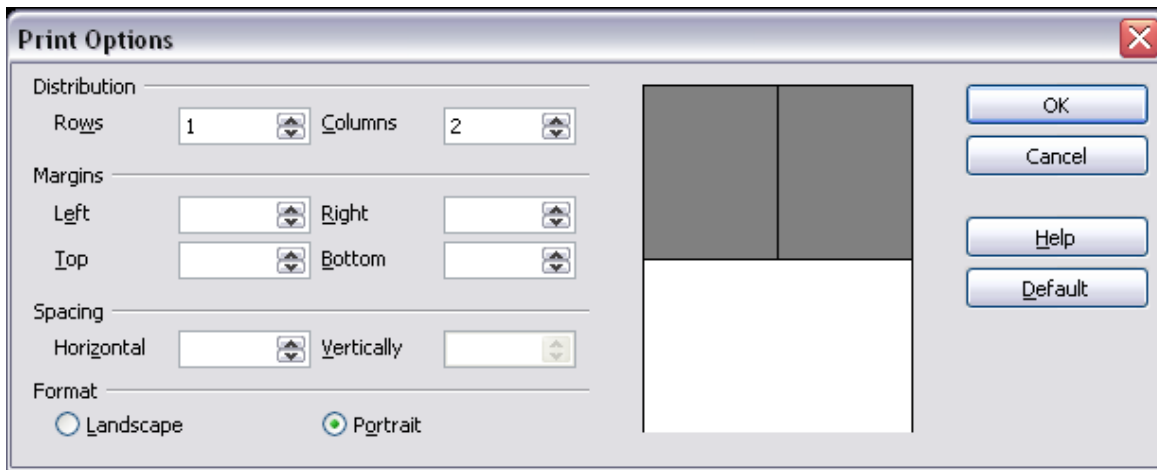 Print Options
Distribution
Rows 1 Columns 2
OK
Cancel
Margins
Left Right
Top Bottom
Help
Default
Spacing
Horizontal Vertically
Format
Landscape Portrait